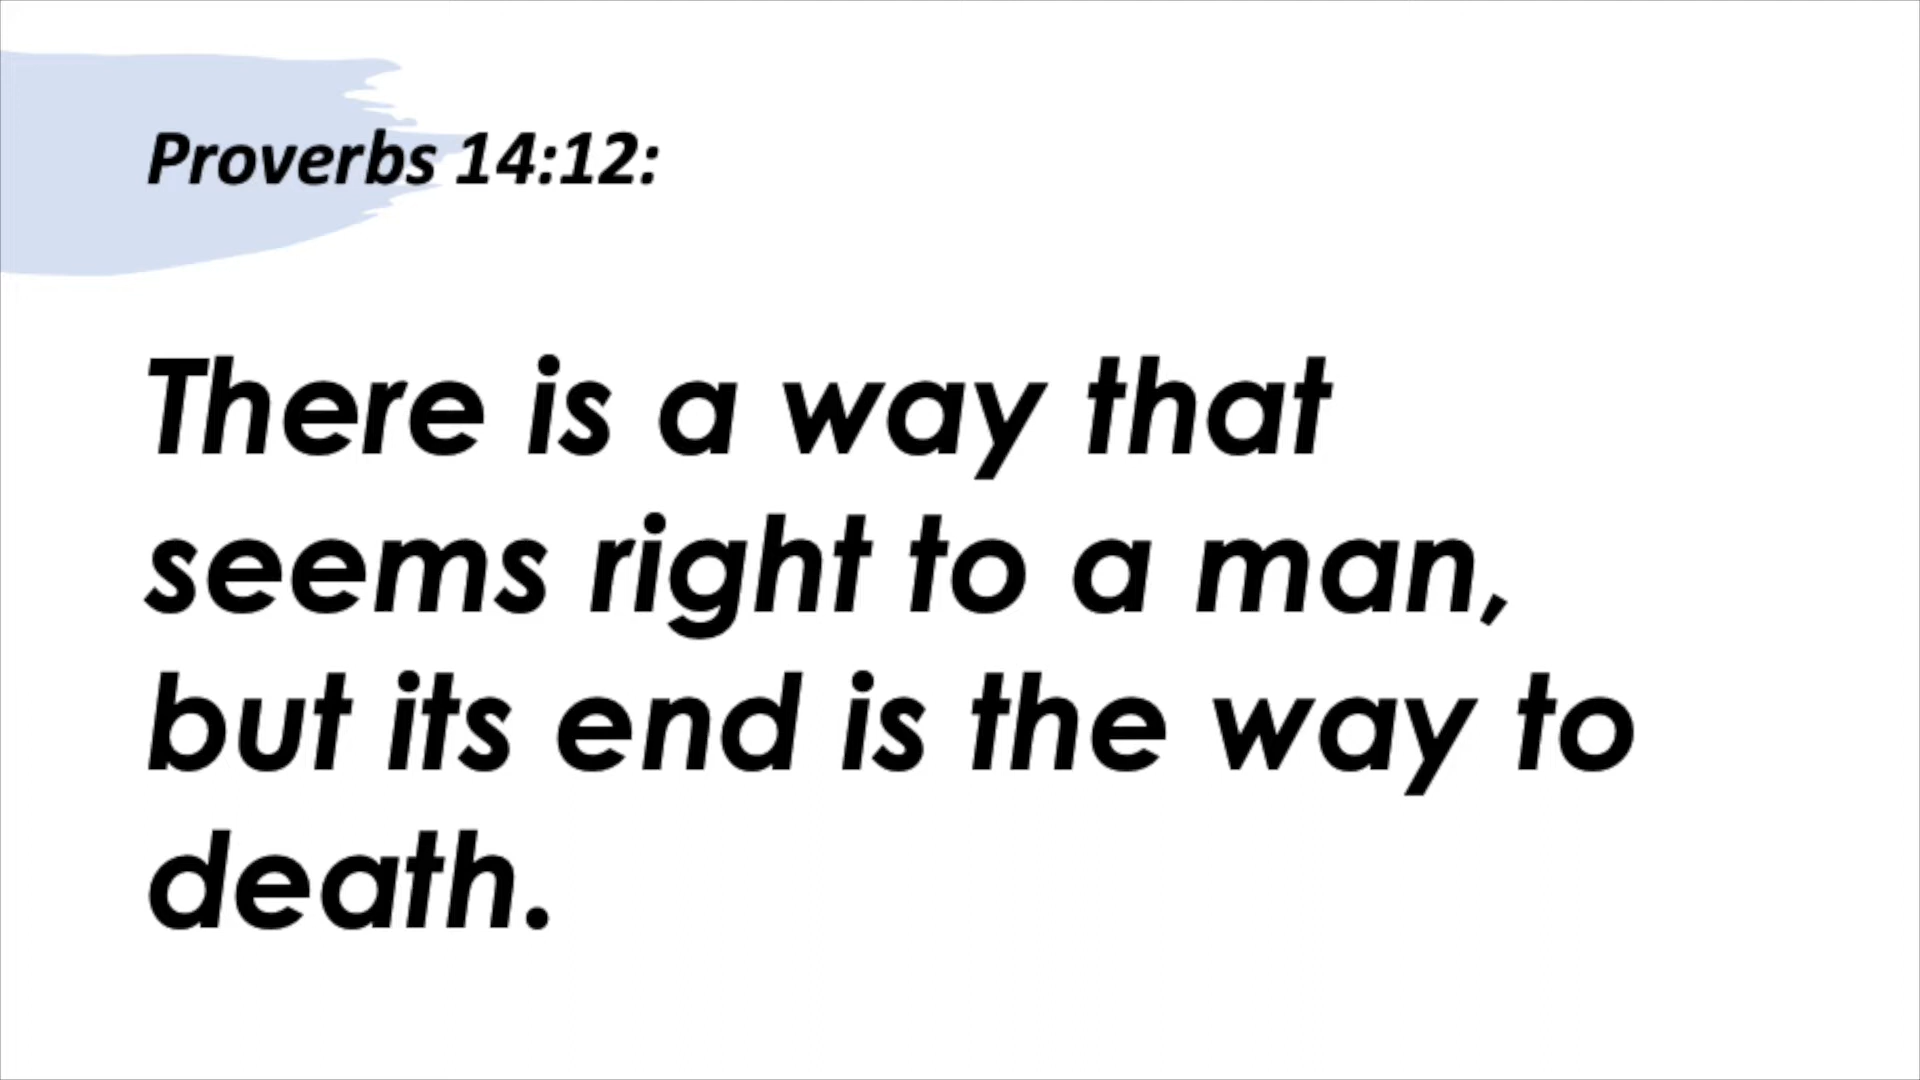 Proverbs 14:12:
There is a way that
seems right to a man,
but its end is the way to
death.